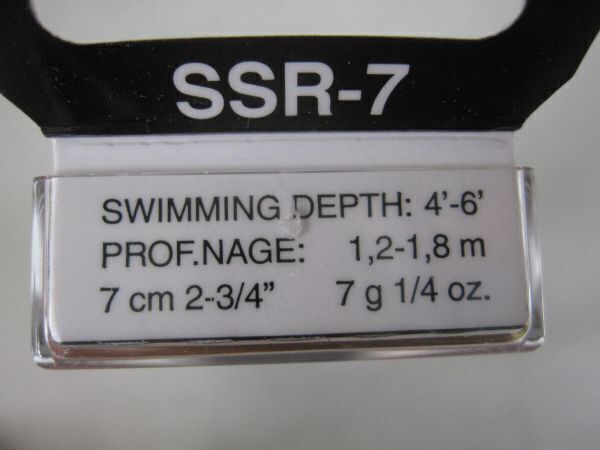 SSR-7
SWIMMING DEPTH: 4'-6'
PROF.NAGE: 1,2-1,8 m
7 cm 2-3/4” 7 g 1/4 oz.